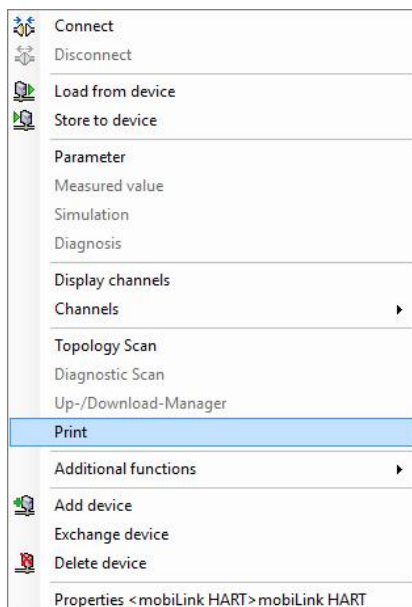 Connect
Disconnect
Load from device
Store to device
Parameter
Measured value
Simulation
Diagnosis
Display channels
Channels
Topology Scan
Diagnostic Scan
Up-/Download-Manager
Print
Additional functions
Add device
Exchange device
Delete device
Properties <mobiLink HART>mobiLink HART